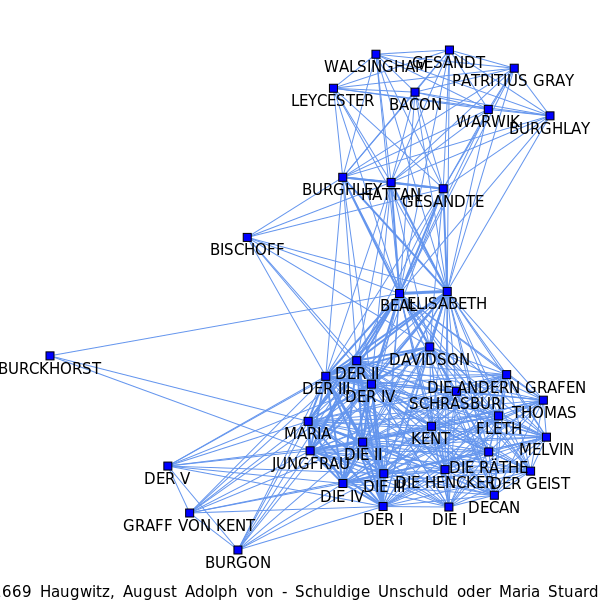 WALSINGHAM
GESANDT
PATRITIUS GRAY
LEYCESTER
BACON
WARWIK
BURGHLAY
BURGHLEY
HATTAN
GESANDTE
BISCHOFF
BEAL
ELISABETH
BURCKHORST
DAVIDSON
DER II
DER III
DIE ANDERN GRAFEN
DER IV
SCHRASBURI
THOMAS
FLETH
MARIA
KENT
MELVIN
JUNGFRAU
DIE II
DIE RÄTHE
DER V
DIE III
DIE HENCKER
DER GEIST
DIE IV
DECAN
DER I
DIE I
GRAFF VON KENT
BURGON
1669 Haugwitz, August Adolph von - Schuldige Unschuld oder Maria Stuard